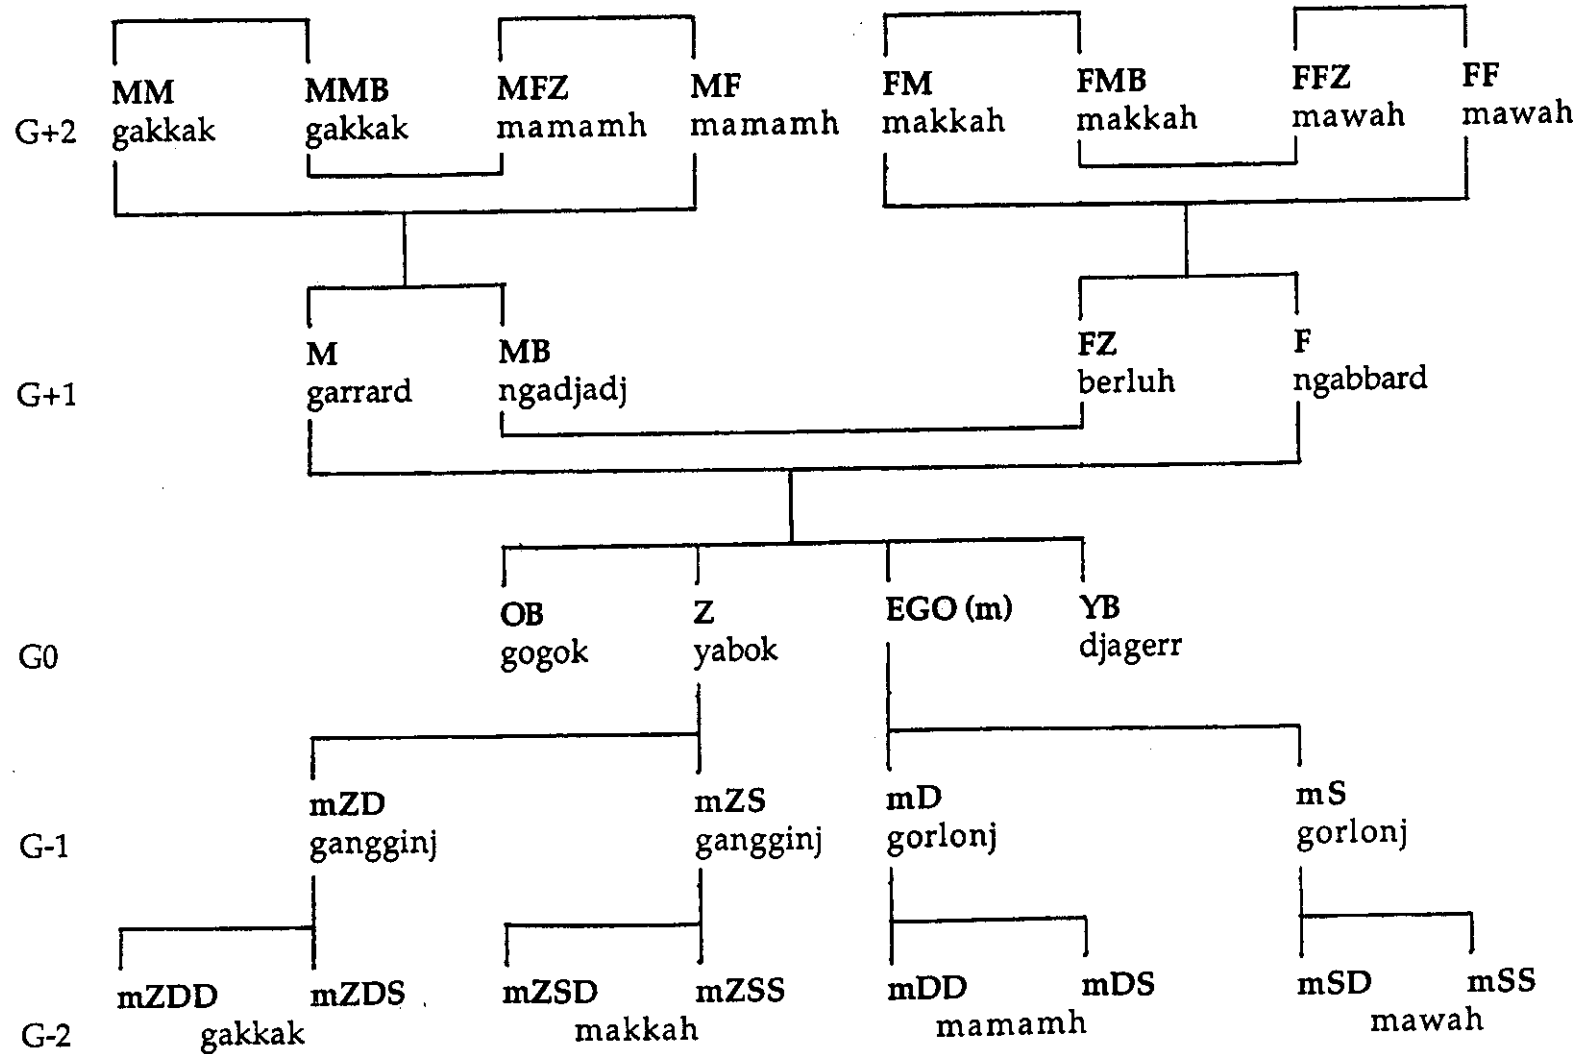 MM MMB MFZ MF FM FMB FFZ FF
G+2 gakkak gakkak mamamh mamamh makkah makkah mawah mawah
M MB FZ F
G+1 garrard ngadjadj berluh ngabbard
OB Z EGO (m) YB
G0 gogok yabok djagerr
mZD mZS mD mS
G-1 gangginj gangginj gorlonj gorlonj
mZDD mZDS mZSD mZSS mDD mDS mSD mSS
G-2 gakkak makkah mamamh mawah